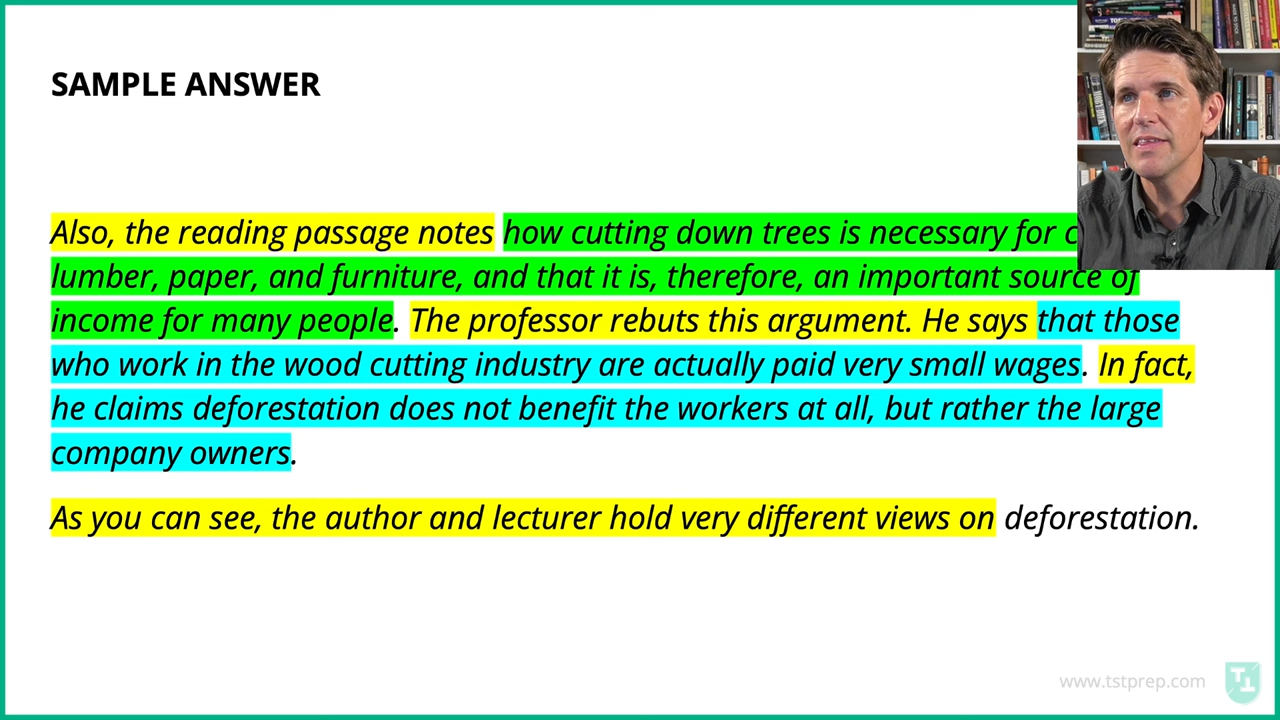 SAMPLE ANSWER
Also, the reading passage notes how cutting down trees is necessary for
lumber, paper, and furniture, and that it is, therefore, an important source of
income for many people. The professor rebuts this argument. He says that those
who work in the wood cutting industry are actually paid very small wages. In fact,
he claims deforestation does not benefit the workers at all, but rather the large
company owners.
As you can see, the author and lecturer hold very different views on deforestation.
www.tstprep.com